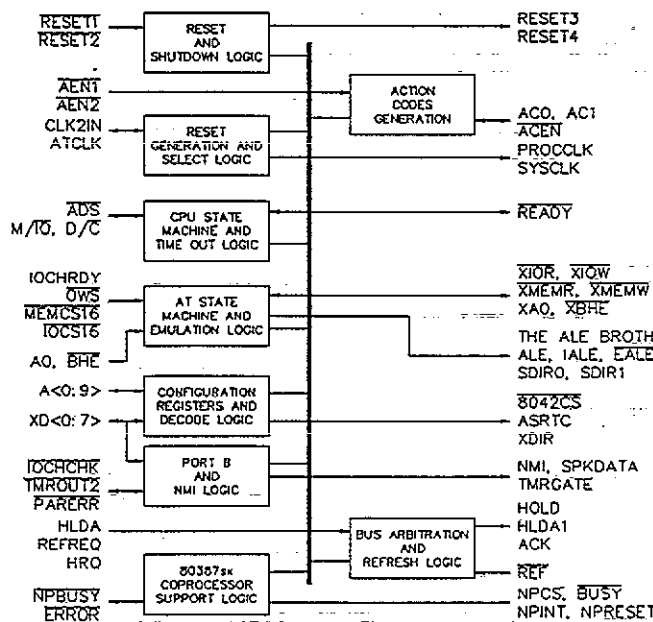 RESET1
RESET2
RESET
AND
SHUTDOWN LOGIC
RESET3
RESET4
AEN1
AEN2
ACTION
CODES
GENERATION
AC0, AC1
ACEN
CLK2IN
ATCLK
RESET
GENERATION AND
SELECT LOGIC
PROCCLK
SYSCLK
ADS
M/IO, D/C
CPU STATE
MACHINE AND
TIME OUT LOGIC
READY
IOCHRDY
OWS
MEMCS16
IOCS16
A0, BHE
AT STATE
MACHINE AND
EMULATION LOGIC
XIOR, XIOW
XMEMR, XMEMW
XA0, XBHE
THE ALE BROTH
ALE, IALE, EALE
SDIR0, SDIR1
A<0:9>
XD<0:7>
CONFIGURATION
REGISTERS AND
DECODE LOGIC
8042CS
ASRTC
XDIR
IOCHCHK
TMROUT2
PARERR
PORT B
AND
NMI LOGIC
NMI, SPKDATA
TMRGATE
HLDA
REFREQ
HRQ
BUS ARBITRATION
AND
REFRESH LOGIC
HOLD
HLDA1
ACK
REF
NPBUSY
ERROR
80387sx
COPROCESSOR
SUPPORT LOGIC
NPCS, BUSY
NPINT, NPRESET